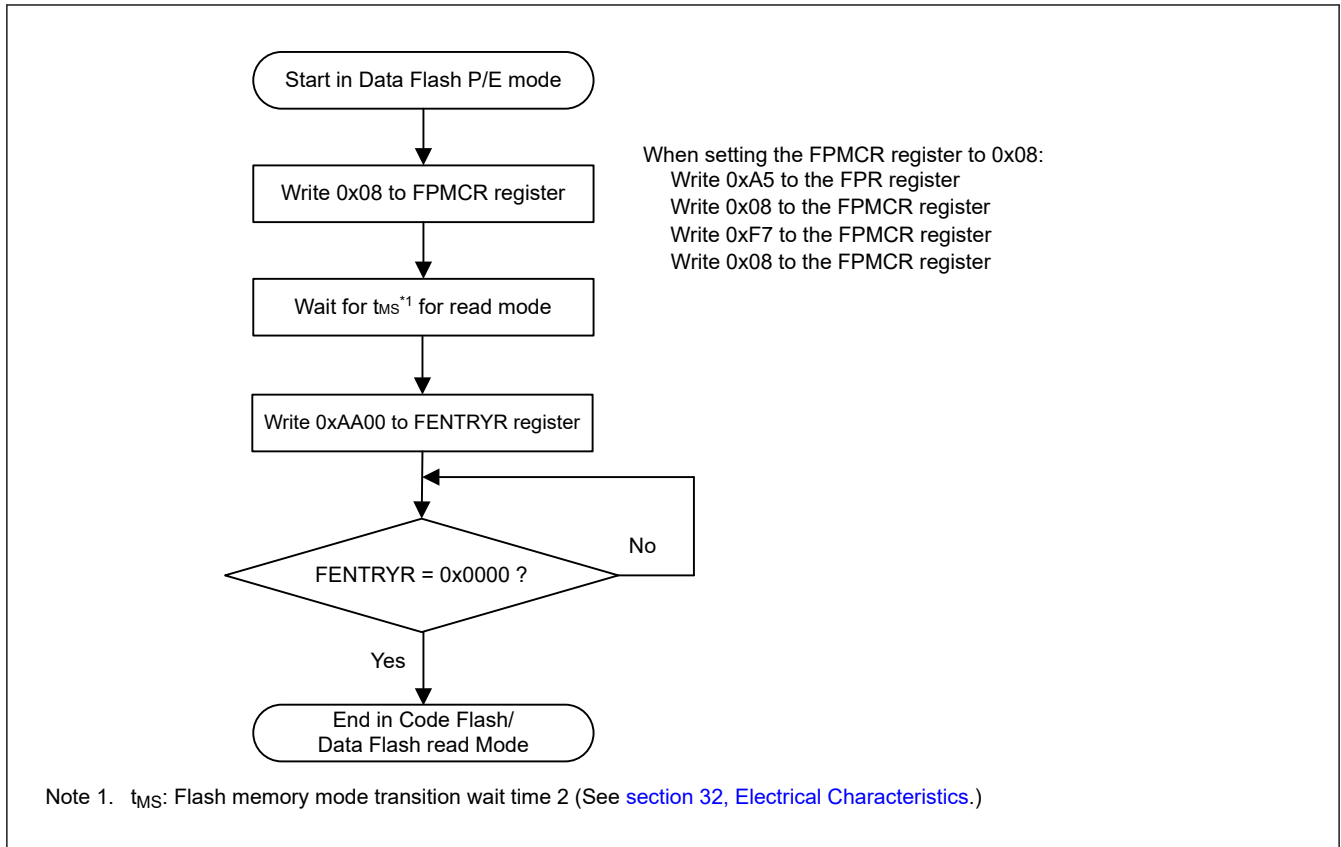 Start in Data Flash P/E mode
Write 0x08 to FPMCR register
When setting the FPMCR register to 0x08:
Write 0xA5 to the FPR register
Write 0x08 to the FPMCR register
Write 0xF7 to the FPMCR register
Write 0x08 to the FPMCR register
Wait for tMS*1 for read mode
Write 0xAA00 to FENTRYR register
No
FENTRYR = 0x0000 ?
Yes
End in Code Flash/
Data Flash read Mode
Note 1. tMS: Flash memory mode transition wait time 2 (See section 32, Electrical Characteristics.)